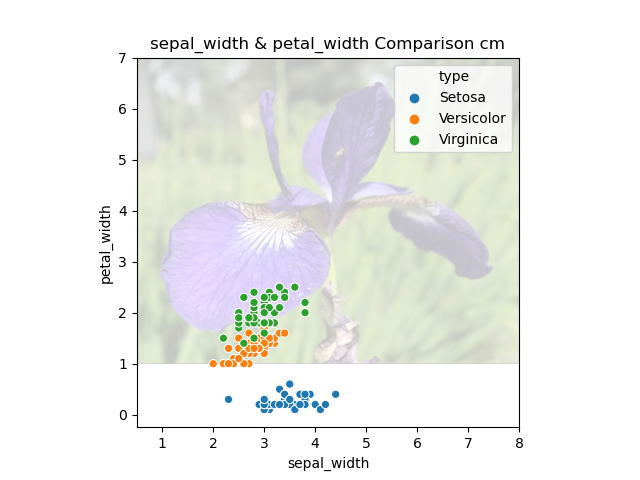 sepal_width & petal_width Comparison cm
type
Setosa
Versicolor
Virginica
petal_width
7
6
5
4
3
2
1
0
1 2 3 4 5 6 7 8
sepal_width